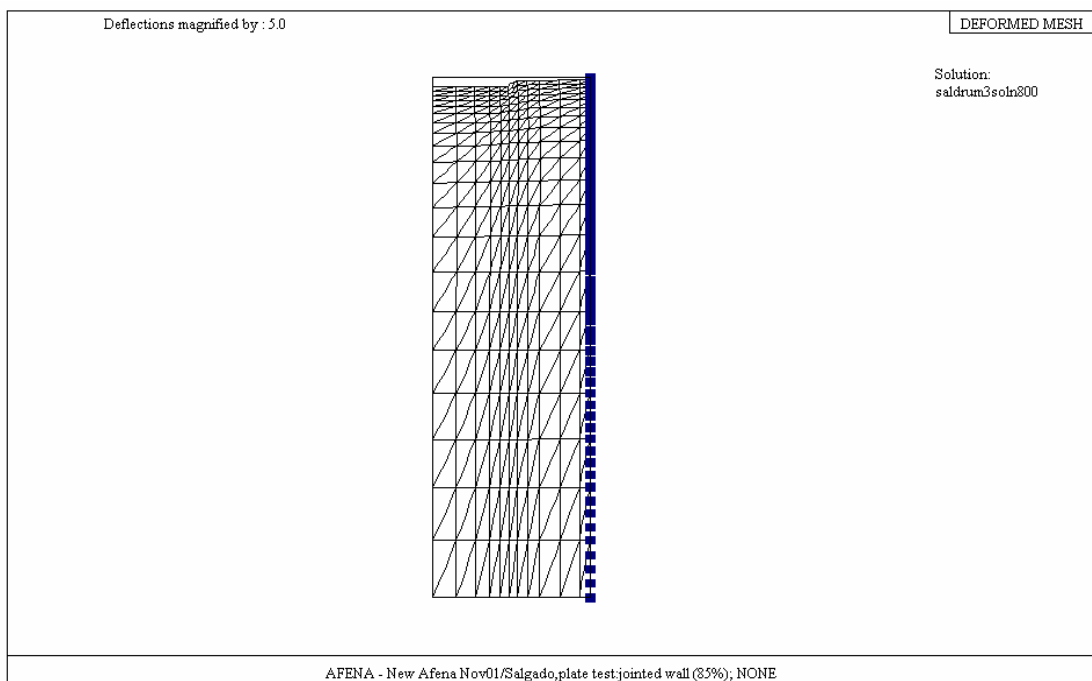 Deflections magnified by : 5.0
DEFORMED MESH
Solution:
saldrum3soln800
AFENA - New Afena Nov01/Salgado,plate test:jointed wall (85%); NONE